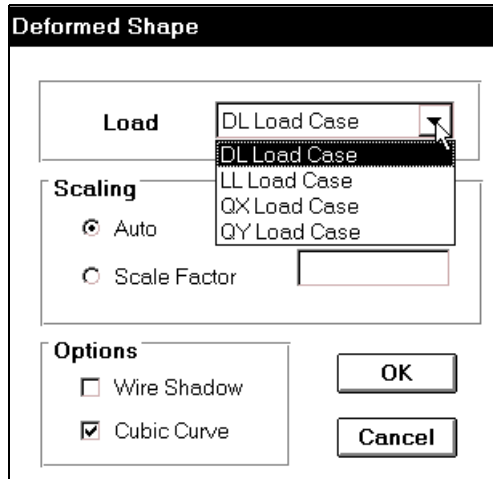 Deformed Shape
Load
DL Load Case
DL Load Case
LL Load Case
QX Load Case
QY Load Case
Scaling
Auto
Scale Factor
Options
Wire Shadow
Cubic Curve
OK
Cancel